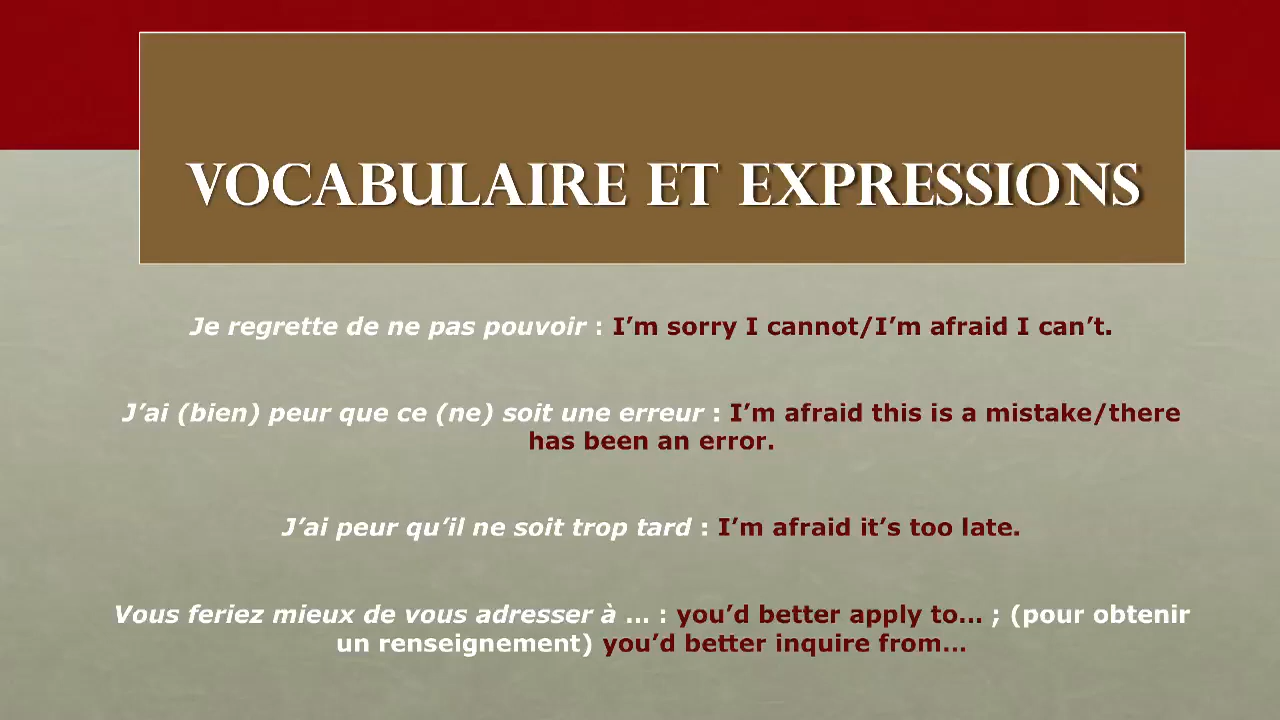 VOCABULAIRE ET EXPRESSIONS
Je regrette de ne pas pouvoir : I’m sorry I cannot/I’m afraid I can’t.
J’ai (bien) peur que ce (ne) soit une erreur : I’m afraid this is a mistake/there
has been an error.
J’ai peur qu’il ne soit trop tard : I’m afraid it’s too late.
Vous feriez mieux de vous adresser à … : you’d better apply to… ; (pour obtenir
un renseignement) you’d better inquire from…